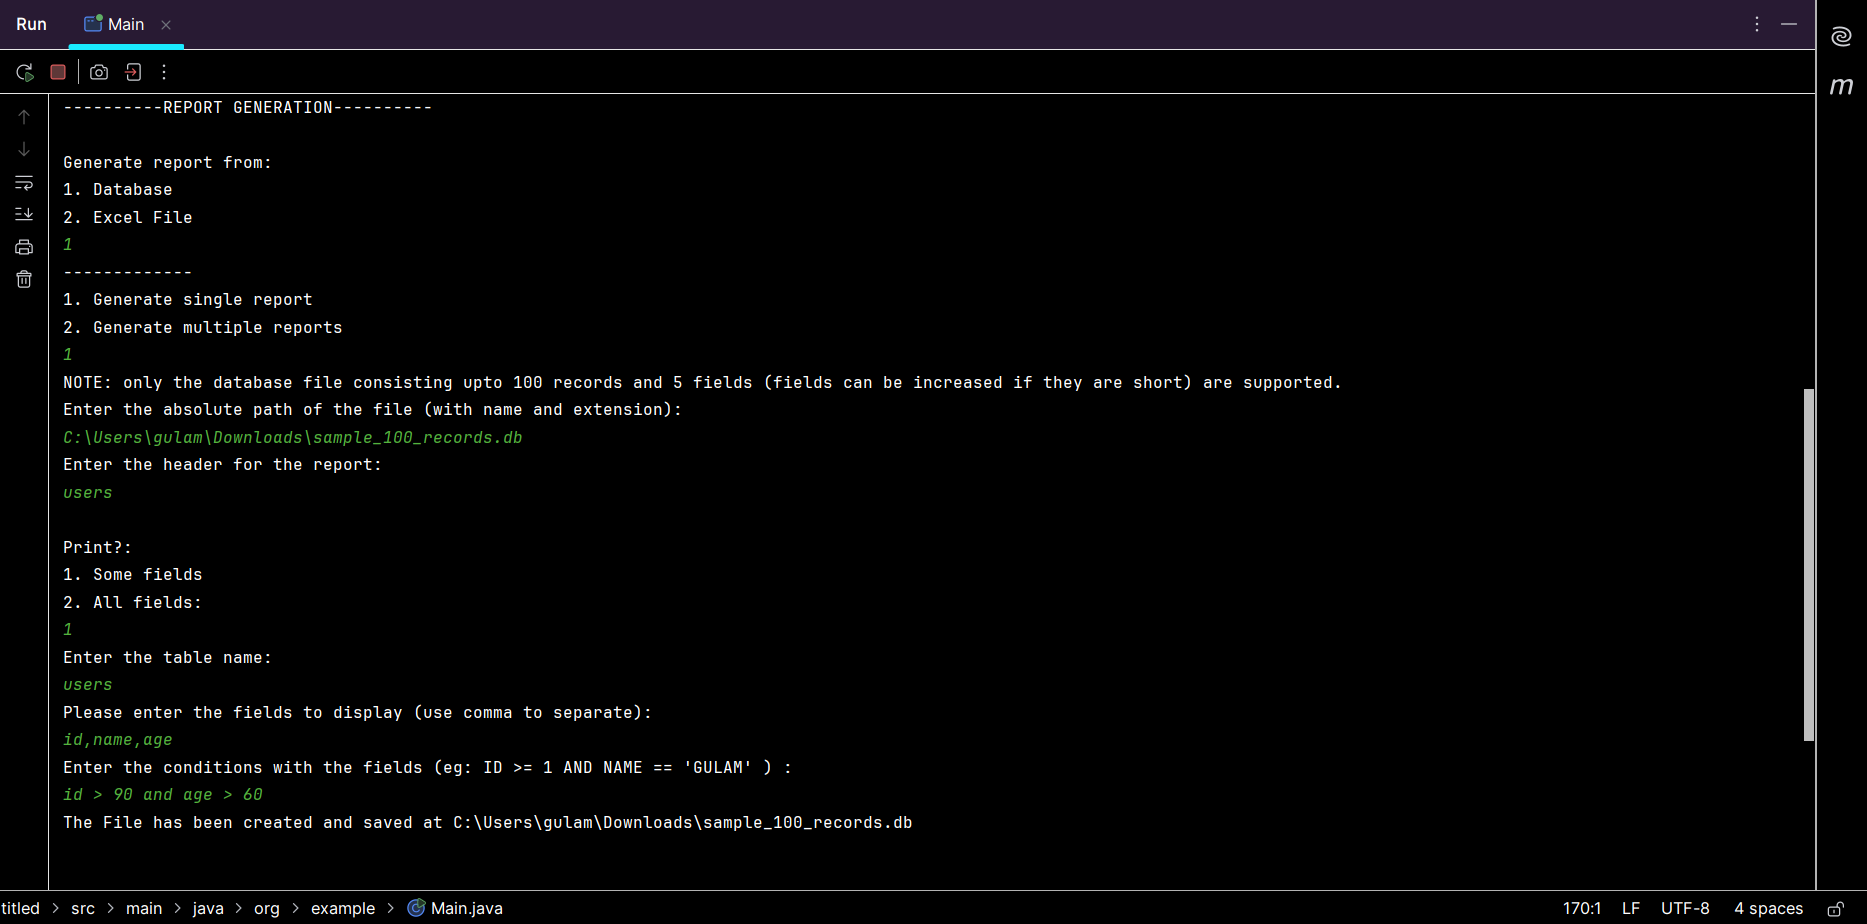 Run Main
----------REPORT GENERATION----------
Generate report from:
1. Database
2. Excel File
1
-------------
1. Generate single report
2. Generate multiple reports
1
NOTE: only the database file consisting upto 100 records and 5 fields (fields can be increased if they are short) are supported.
Enter the absolute path of the file (with name and extension):
C:\Users\gulam\Downloads\sample_100_records.db
Enter the header for the report:
users
Print?:
1. Some fields
2. All fields:
1
Enter the table name:
users
Please enter the fields to display (use comma to separate):
id,name,age
Enter the conditions with the fields (eg: ID >= 1 AND NAME == 'GULAM' ) :
id > 90 and age > 60
The File has been created and saved at C:\Users\gulam\Downloads\sample_100_records.db
titled > src > main > java > org > example > Main.java 170:1 LF UTF-8 4 spaces
m